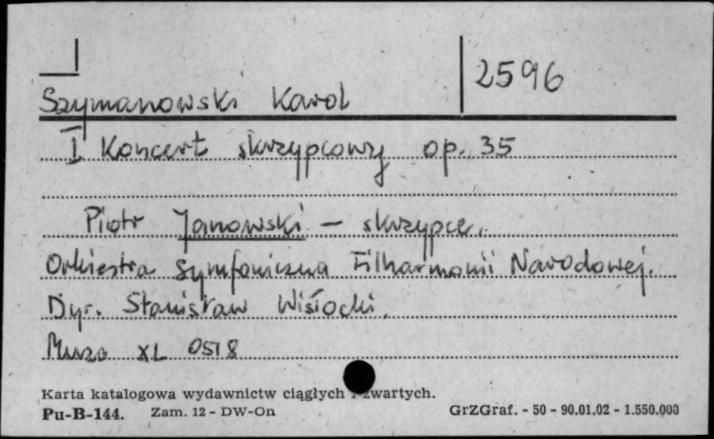 2596
Szymanowski Karol
I Koncert skrzypcowy op. 35
Piotr Janowski – skrzypce.
Orkiestra Symfoniczna Filharmonii Narodowej.
Dyr. Stanisław Wisłocki.
Muza XL 0518
Karta katalogowa wydawnictw ciągłych i zwartych.
Pu-B-144. Zam. 12 - DW-On GrZGraf. - 50 - 90.01.02 - 1.550.000